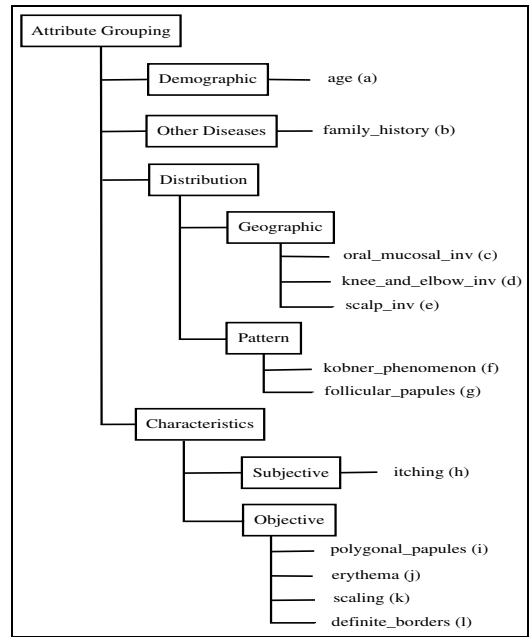 Attribute Grouping
Demographic
age (a)
Other Diseases
family_history (b)
Distribution
Geographic
oral_mucosal_inv (c)
knee_and_elbow_inv (d)
scalp_inv (e)
Pattern
kobner_phenomenon (f)
follicular_papules (g)
Characteristics
Subjective
itching (h)
Objective
polygonal_papules (i)
erythema (j)
scaling (k)
definite_borders (l)